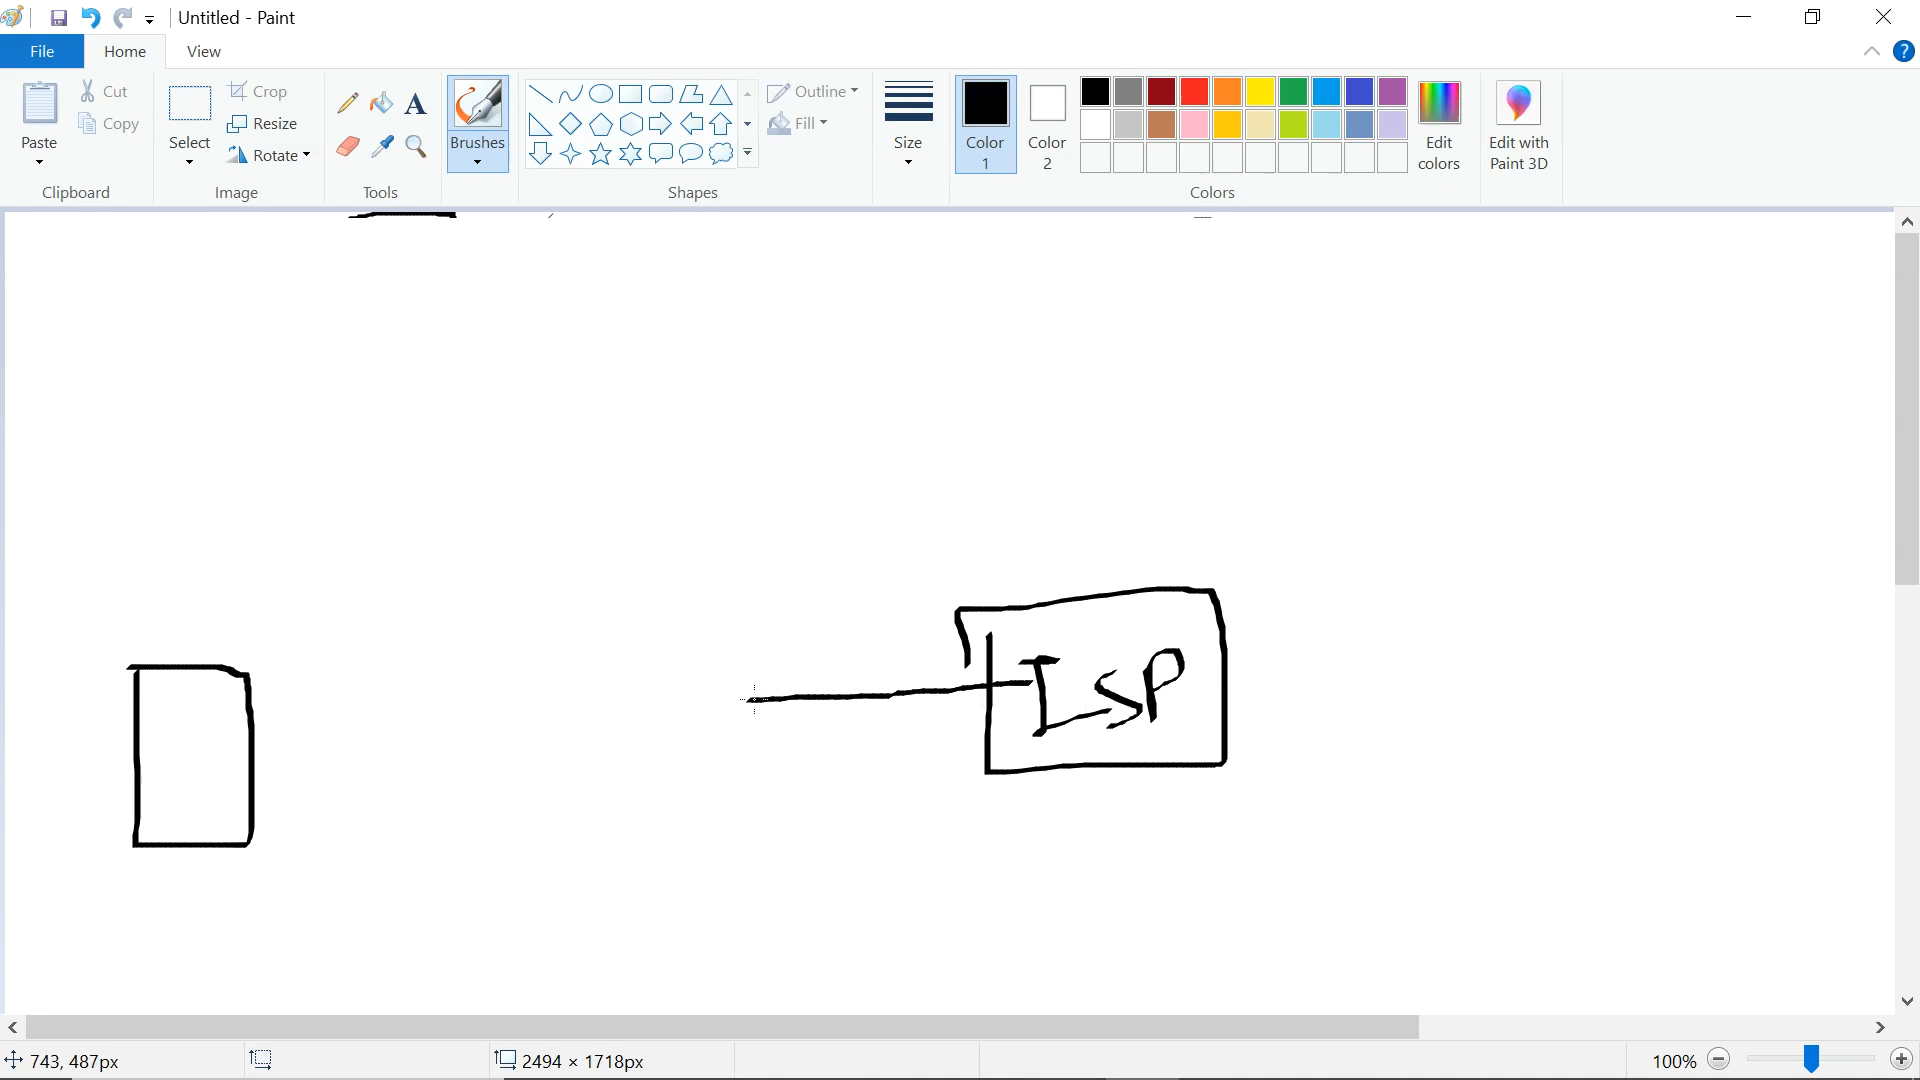 Untitled - Paint
File Home View
Paste
Cut
Copy
Clipboard
Select
Crop
Resize
Rotate
Image
Tools
Brushes
Shapes
Outline
Fill
Size
Color 1
Color 2
Colors
Edit colors
Edit with Paint 3D
ISP
743, 487px
2494 × 1718px
100%